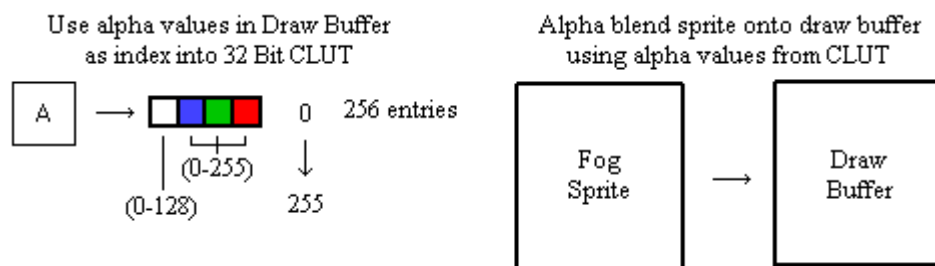 Use alpha values in Draw Buffer
as index into 32 Bit CLUT
A
0
256 entries
(0-255)
(0-128)
255
Alpha blend sprite onto draw buffer
using alpha values from CLUT
Fog
Sprite
Draw
Buffer